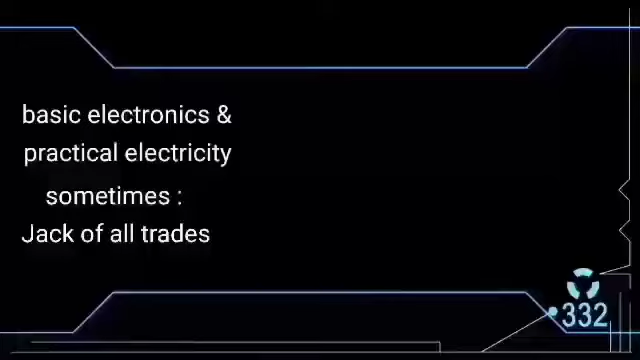 basic electronics &
practical electricity
sometimes :
Jack of all trades
332